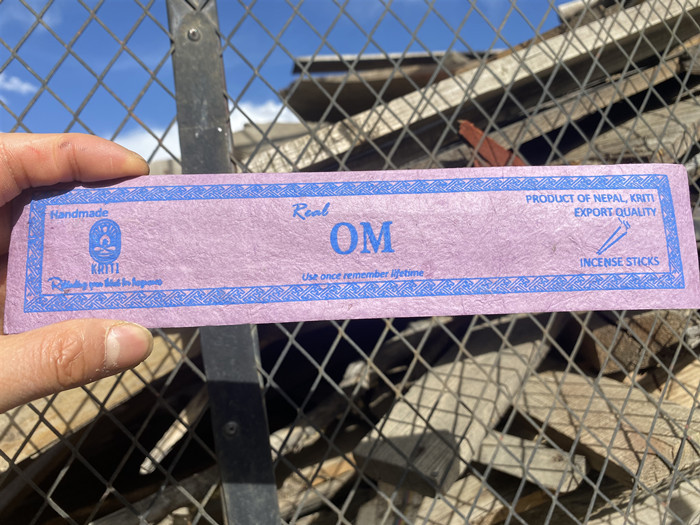 Handmade
KRITI
Real
OM
Use once remember lifetime
PRODUCT OF NEPAL, KRITI
EXPORT QUALITY
INCENSE STICKS